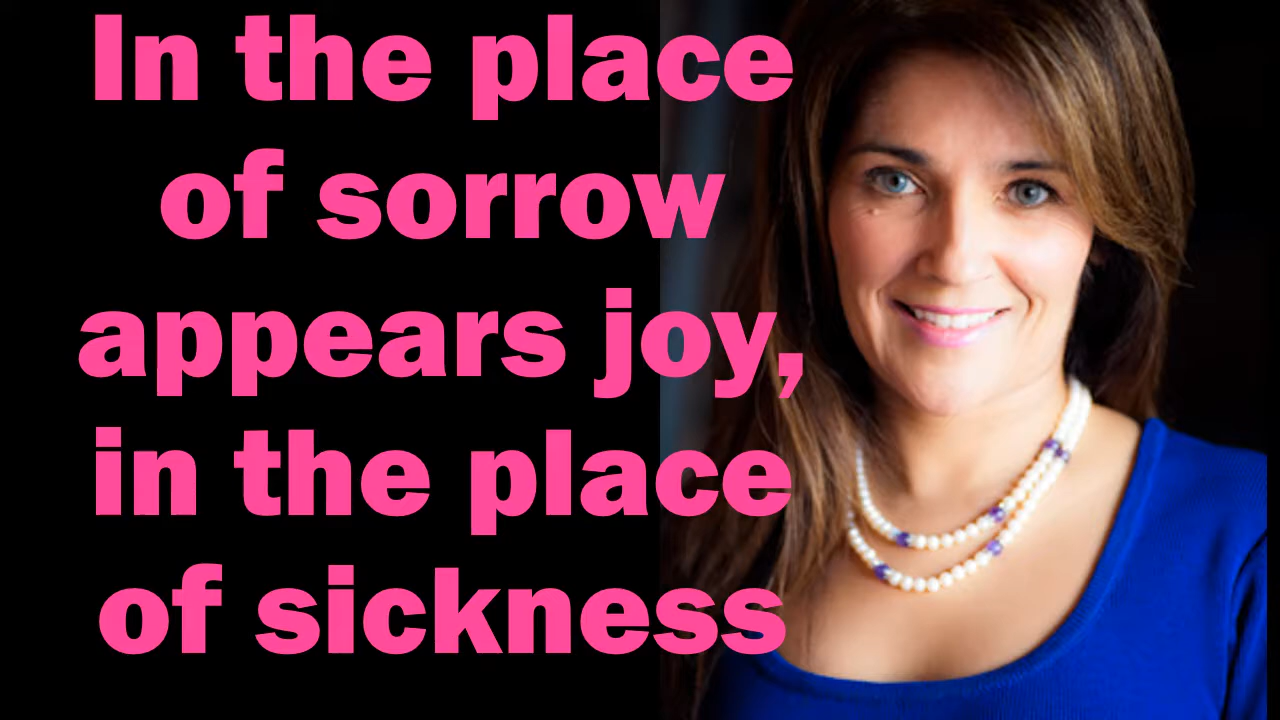 In the place
of sorrow
appears joy,
in the place
of sickness